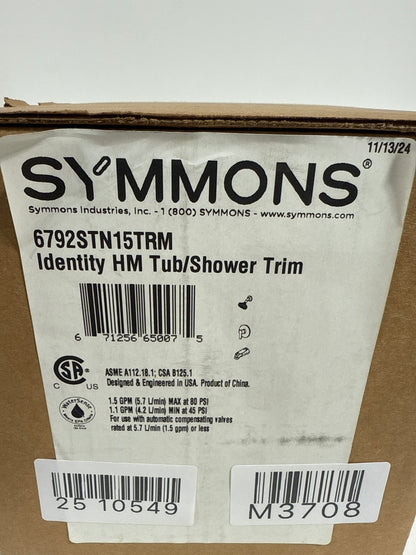 11/13/24
SYMMONS®
Symmons Industries, Inc. - 1 (800) SYMMONS - www.symmons.com
6792STN15TRM
Identity HM Tub/Shower Trim
6 71256 65007 5
ASME A112.18.1; CSA B125.1
Designed & Engineered in USA. Product of China.
CSA®
C US
WaterSense
1.5 GPM (5.7 L/min) MAX at 80 PSI
1.1 GPM (4.2 L/min) MIN at 45 PSI
For use with automatic compensating valves
rated at 5.7 L/min (1.5 gpm) or less
25 10549
M3708